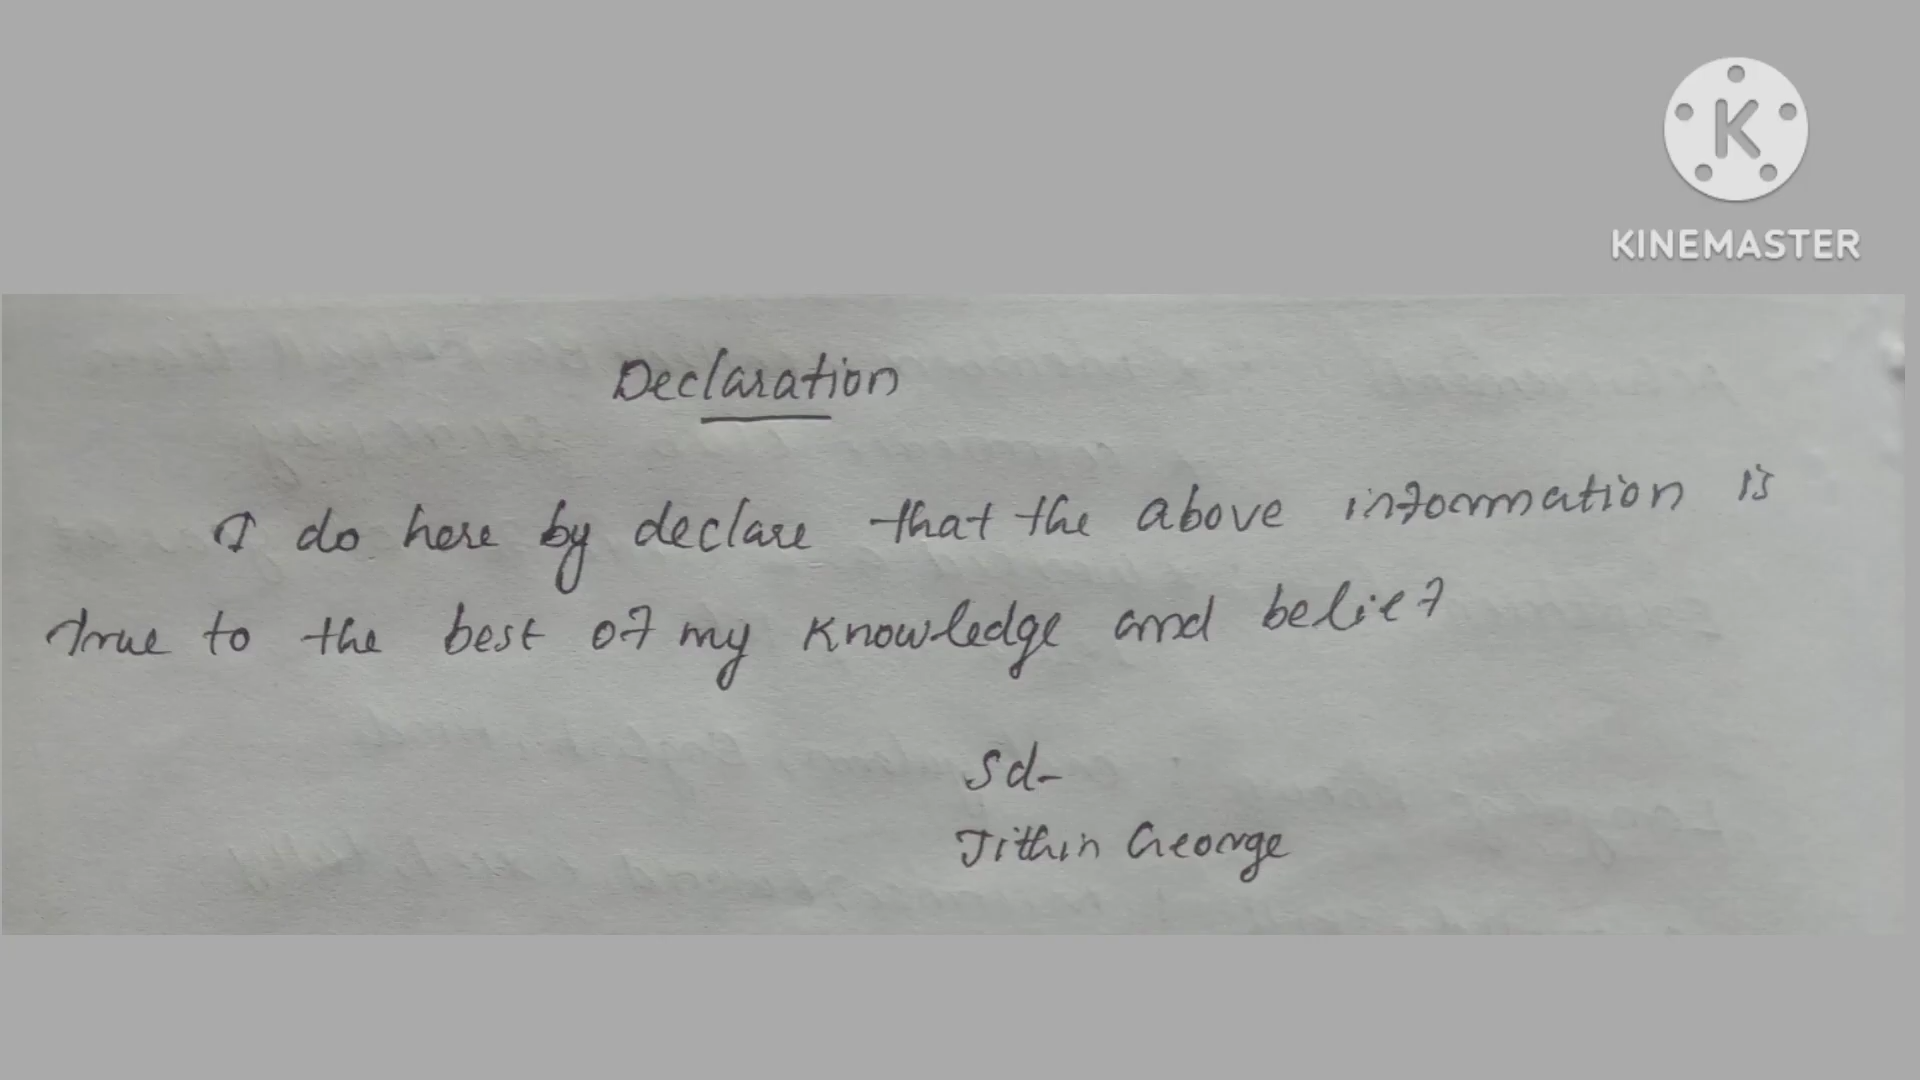 K
KINEMASTER
Declaration
I do here by declare that the above information is
true to the best of my knowledge and belief
Sd-
Jithin George